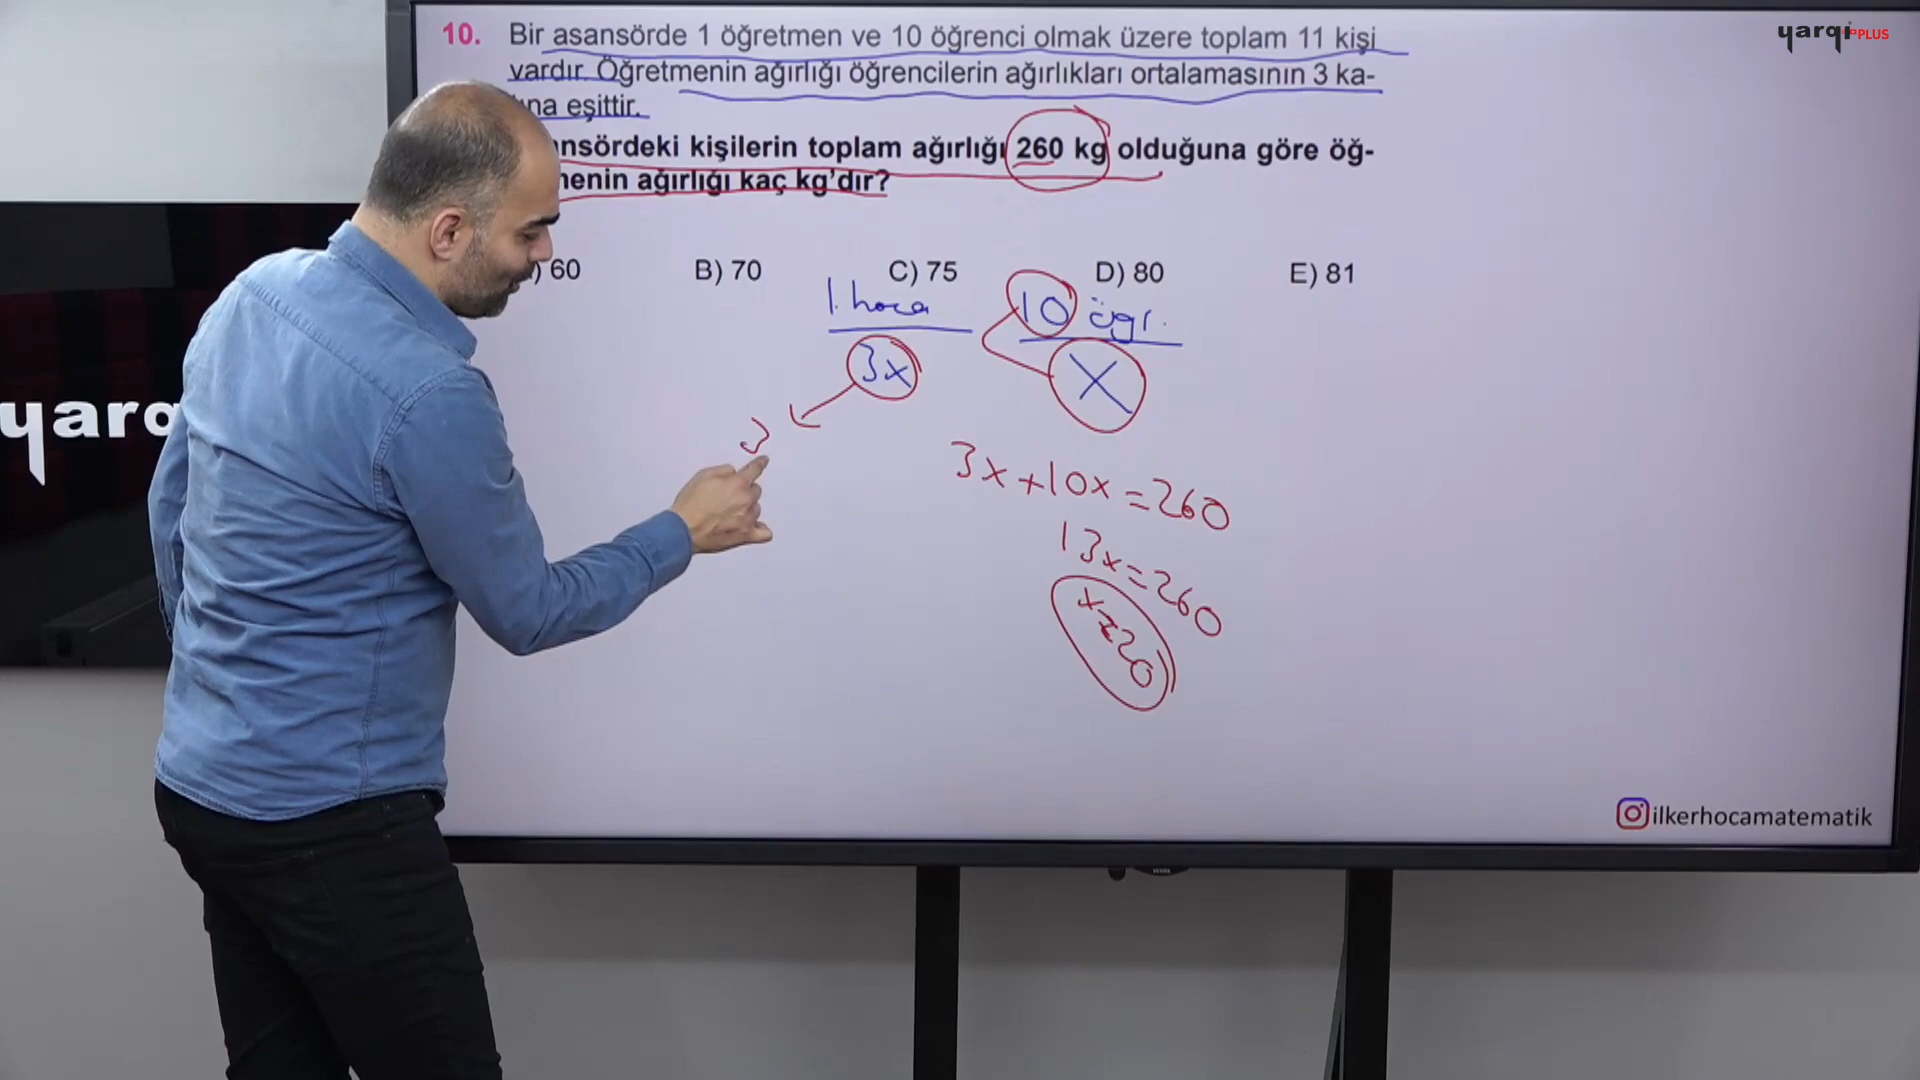 10. Bir asansörde 1 öğretmen ve 10 öğrenci olmak üzere toplam 11 kişi
vardır. Öğretmenin ağırlığı öğrencilerin ağırlıkları ortalamasının 3 ka-
na eşittir.
nsördeki kişilerin toplam ağırlığı 260 kg olduğuna göre öğ-
menin ağırlığı kaç kg'dır?
) 60 B) 70 C) 75 D) 80 E) 81
1. hoca 10 öğr.
3x X
3
3x+10x=260
13x=260
x=20
yarqı PLUS
yarq
ilkerhocamatematik